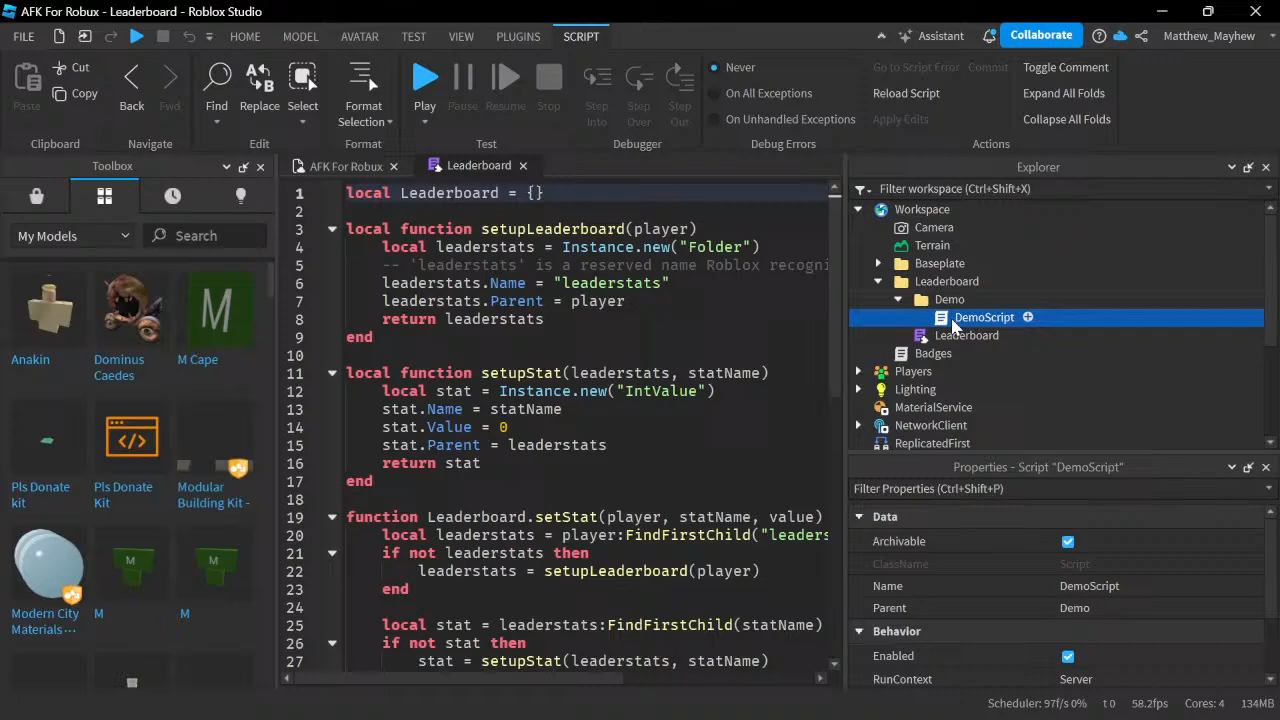 AFK For Robux - Leaderboard - Roblox Studio
FILE HOME MODEL AVATAR TEST VIEW PLUGINS SCRIPT Assistant Collaborate Matthew_Mayhew
Paste Cut Copy
Clipboard
Back Fwd
Navigate
Find Replace Select
Edit
Format Selection
Format
Play Pause Resume Stop
Test
Step Into Step Over Step Out
Debugger
Never
On All Exceptions
On Unhandled Exceptions
Debug Errors
Go to Script Error Commit Toggle Comment
Reload Script Expand All Folds
Apply Edits Collapse All Folds
Actions
Toolbox
My Models Search
Anakin
Dominus Caedes
M Cape
Pls Donate kit
Pls Donate Kit
Modular Building Kit -
Modern City Materials ···
M
M
AFK For Robux Leaderboard
1 local Leaderboard = {}
2
3 local function setupLeaderboard(player)
4 local leaderstats = Instance.new("Folder")
5 -- 'leaderstats' is a reserved name Roblox recogni
6 leaderstats.Name = "leaderstats"
7 leaderstats.Parent = player
8 return leaderstats
9 end
10
11 local function setupStat(leaderstats, statName)
12 local stat = Instance.new("IntValue")
13 stat.Name = statName
14 stat.Value = 0
15 stat.Parent = leaderstats
16 return stat
17 end
18
19 function Leaderboard.setStat(player, statName, value)
20 local leaderstats = player:FindFirstChild("leaders
21 if not leaderstats then
22 leaderstats = setupLeaderboard(player)
23 end
24
25 local stat = leaderstats:FindFirstChild(statName)
26 if not stat then
27 stat = setupStat(leaderstats, statName)
Explorer
Filter workspace (Ctrl+Shift+X)
Workspace
Camera
Terrain
Baseplate
Leaderboard
Demo
DemoScript
Leaderboard
Badges
Players
Lighting
MaterialService
NetworkClient
ReplicatedFirst
Properties - Script "DemoScript"
Filter Properties (Ctrl+Shift+P)
Data
Archivable
ClassName Script
Name DemoScript
Parent Demo
Behavior
Enabled
RunContext Server
Scheduler: 97f/s 0% t 0 58.2fps Cores: 4 134MB